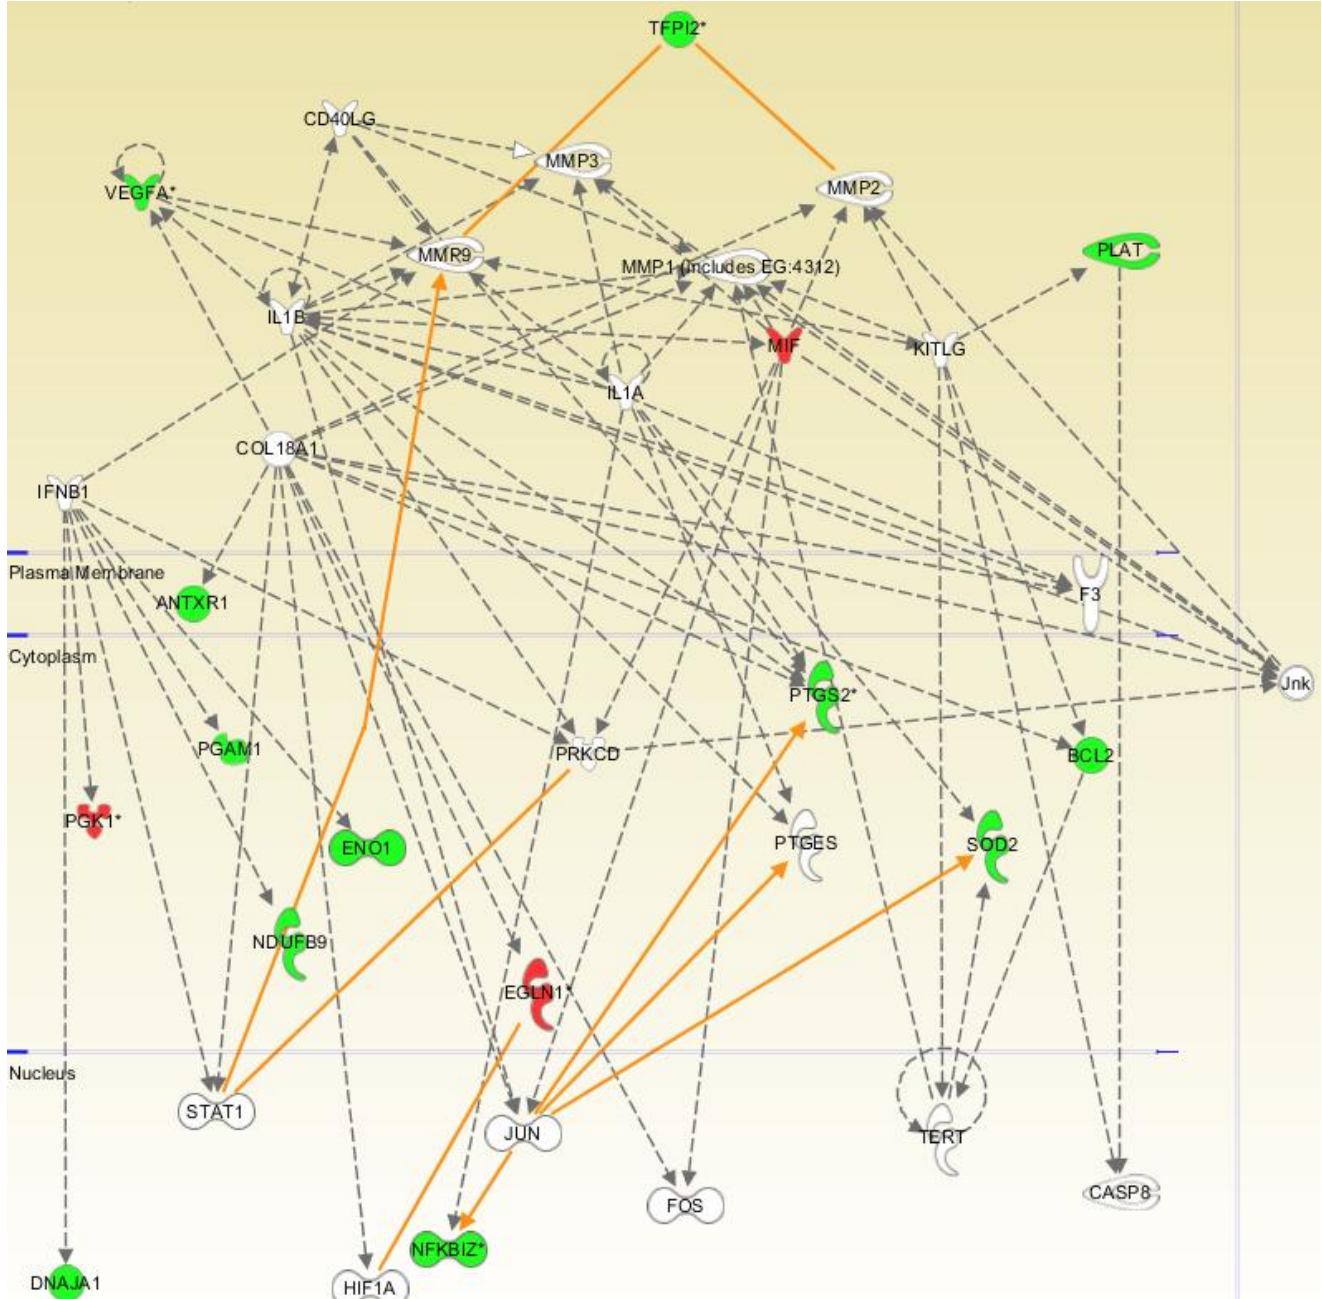 TFPI2*
CD40LG
MMP3
VEGFA*
MMP2
MMR9
PLAT
MMP1 (includes EG:4312)
IL1B
MIF
KITLG
IL1A
COL18A1
IFNB1
Plasma Membrane
F3
ANTXR1
Cytoplasm
Jnk
PTGS2*
PGAM1
PRKCD
BCL2
PGK1*
ENO1
PTGES
SOD2
NDUFB9
EGLN1*
Nucleus
STAT1
JUN
TERT
CASP8
FOS
NFKBIZ*
DNAJA1
HIF1A